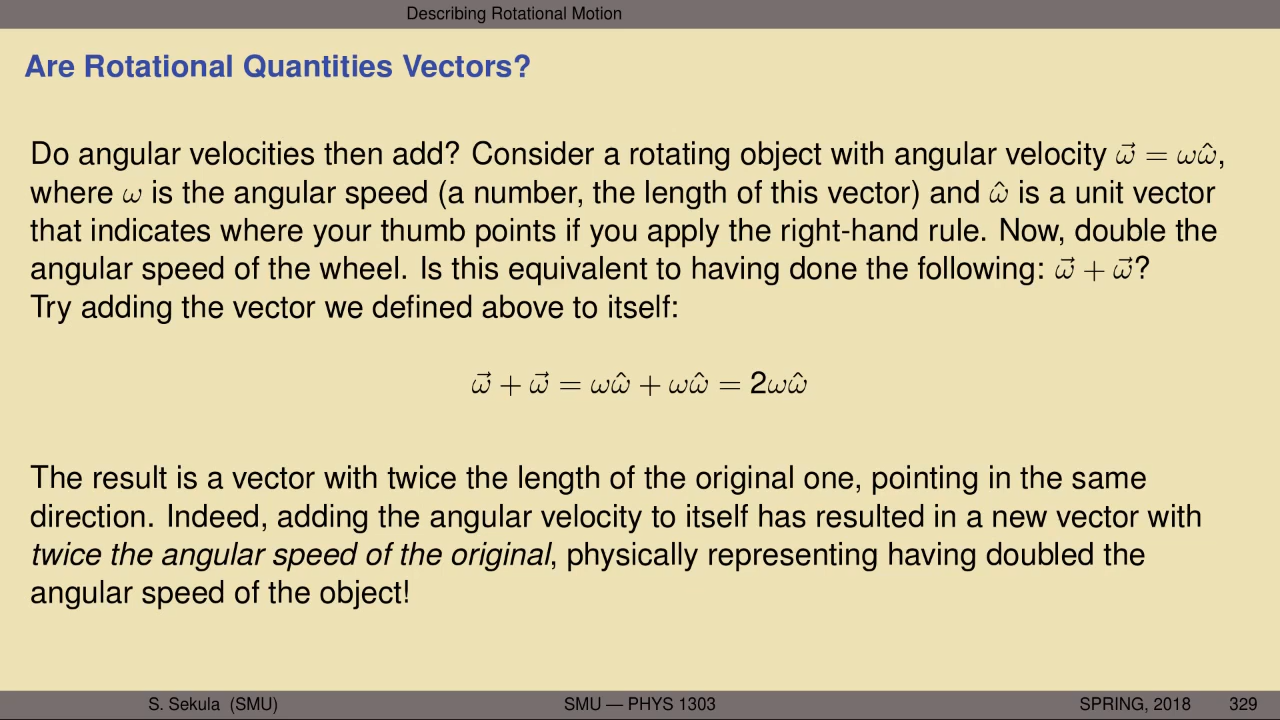 Describing Rotational Motion
Are Rotational Quantities Vectors?
Do angular velocities then add? Consider a rotating object with angular velocity ω⃗ = ωω̂,
where ω is the angular speed (a number, the length of this vector) and ω̂ is a unit vector
that indicates where your thumb points if you apply the right-hand rule. Now, double the
angular speed of the wheel. Is this equivalent to having done the following: ω⃗ + ω⃗?
Try adding the vector we defined above to itself:
ω⃗ + ω⃗ = ωω̂ + ωω̂ = 2ωω̂
The result is a vector with twice the length of the original one, pointing in the same
direction. Indeed, adding the angular velocity to itself has resulted in a new vector with
twice the angular speed of the original, physically representing having doubled the
angular speed of the object!
S. Sekula (SMU) SMU — PHYS 1303 SPRING, 2018 329